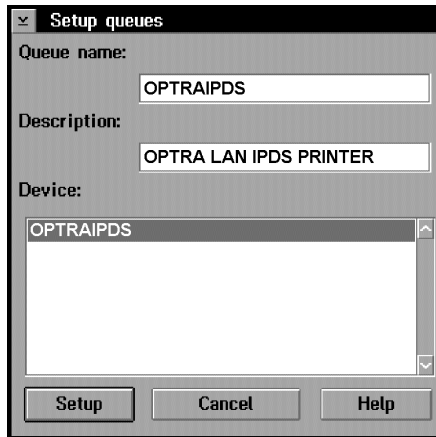 Setup queues
Queue name:
OPTRAIPDS
Description:
OPTRA LAN IPDS PRINTER
Device:
OPTRAIPDS
Setup Cancel Help